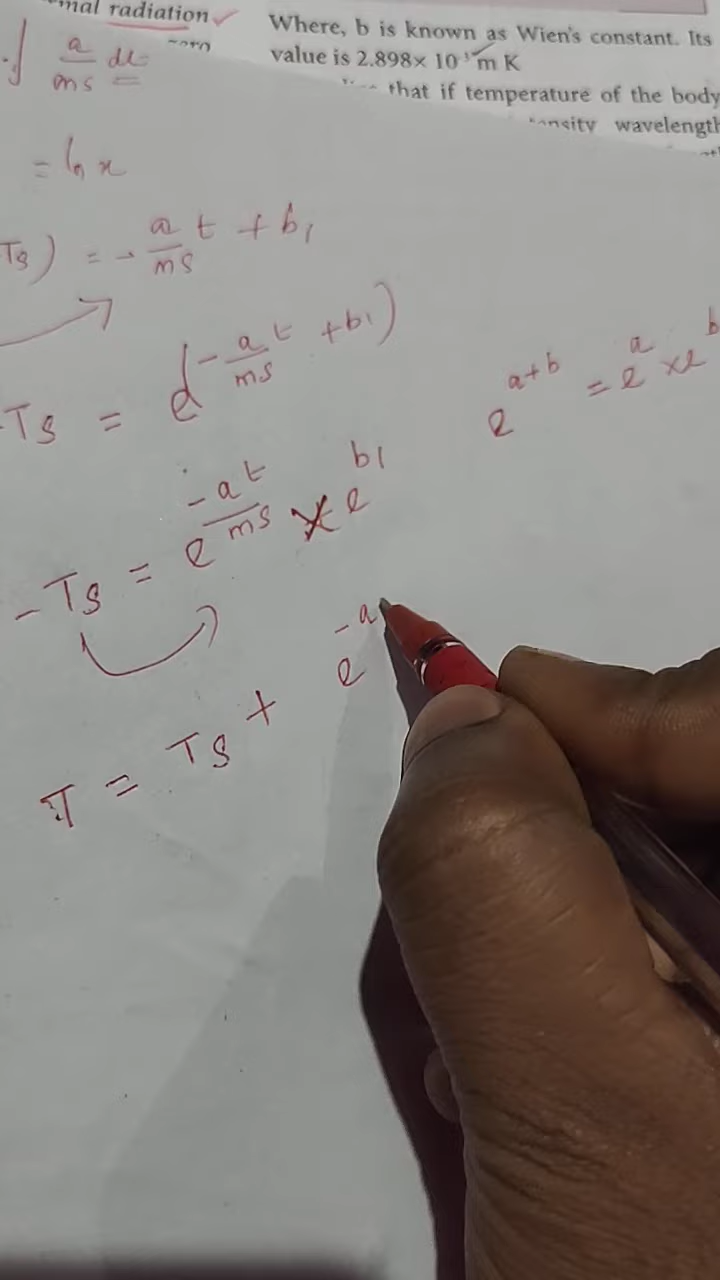 mal radiation
Where, b is known as Wien's constant. Its
value is 2.898× 10⁻³ m K
that if temperature of the body
wavelength
∫ a/ms dt
= ln x
Ts) = - a/ms t + b₁
- Ts = e^(- a/ms t + b₁)
e^(a+b) = e^a × e^b
- Ts = e^(-at/ms) × e^b1
T = Ts + e^-a